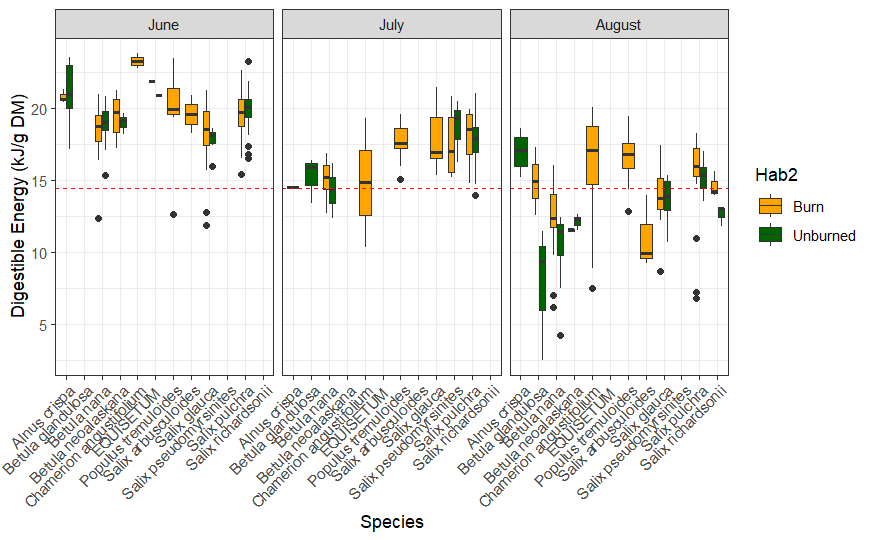 June July August
Digestible Energy (kJ/g DM)
20
15
10
5
Hab2
Burn
Unburned
Alnus crispa
Betula glandulosa
Betula nana
Betula neoalaskana
Chamerion angustifolium
EQUISETUM
Populus tremuloides
Salix arbusculoides
Salix glauca
Salix pseudomyrsinites
Salix pulchra
Salix richardsonii
Alnus crispa
Betula glandulosa
Betula nana
Betula neoalaskana
Chamerion angustifolium
EQUISETUM
Populus tremuloides
Salix arbusculoides
Salix glauca
Salix pseudomyrsinites
Salix pulchra
Salix richardsonii
Alnus crispa
Betula glandulosa
Betula nana
Betula neoalaskana
Chamerion angustifolium
EQUISETUM
Populus tremuloides
Salix arbusculoides
Salix glauca
Salix pseudomyrsinites
Salix pulchra
Salix richardsonii
Species